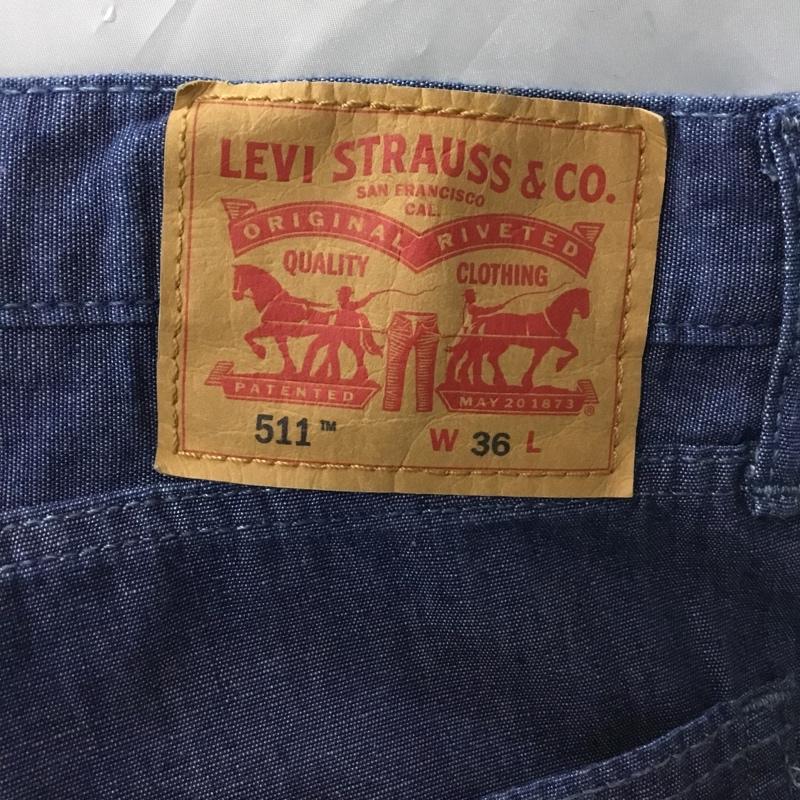 LEVI STRAUSS & CO.
SAN FRANCISCO
CAL.
ORIGINAL RIVETED
QUALITY CLOTHING
PATENTED MAY 20 1873 ®
511™ W 36 L